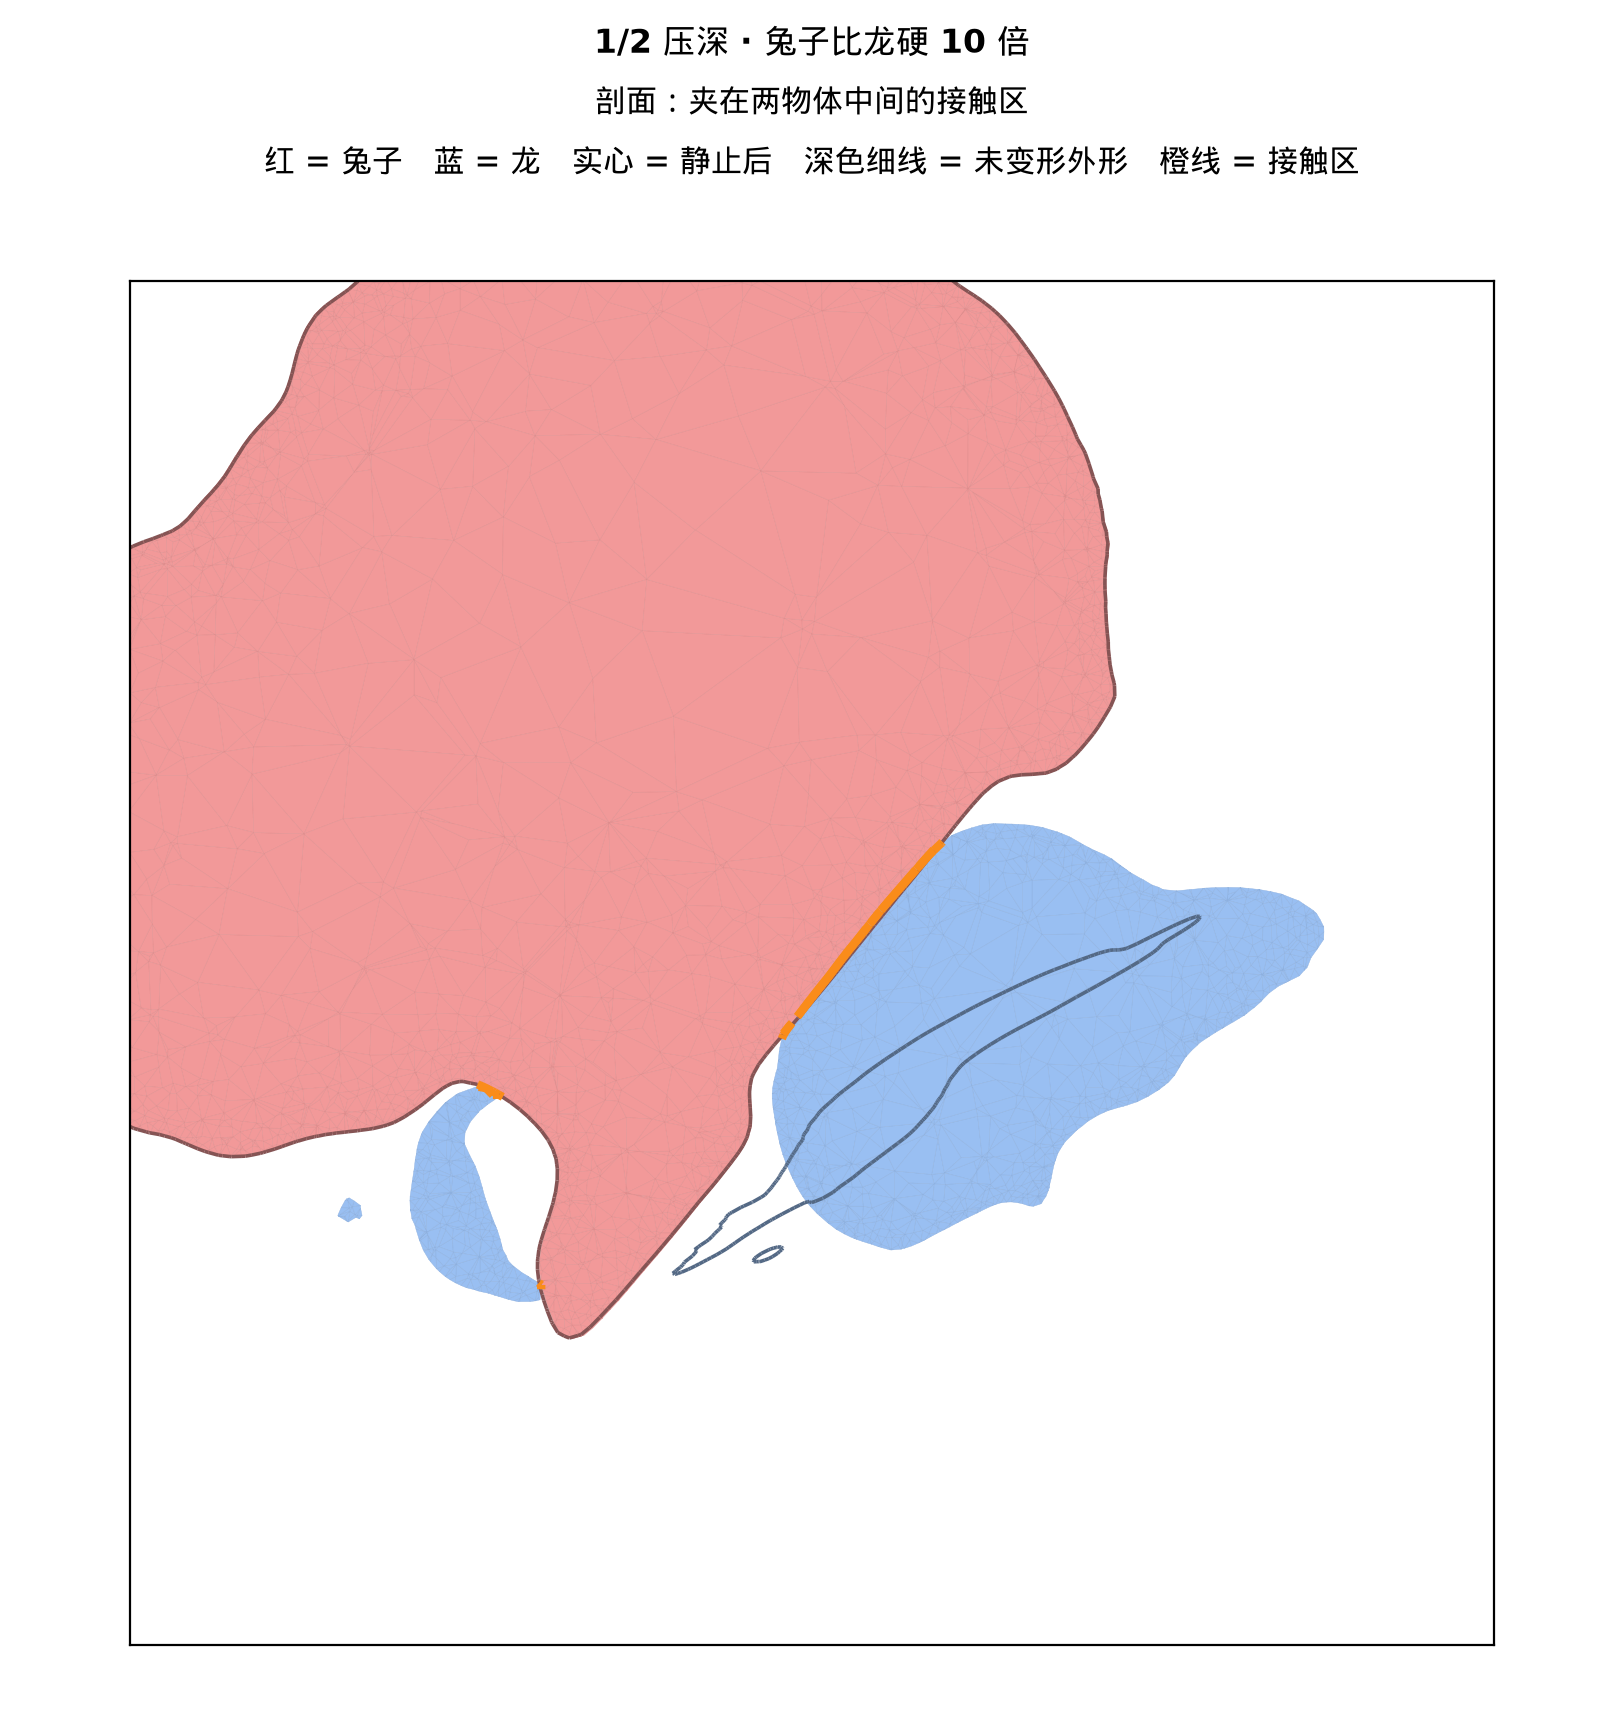 1/2 压深 · 兔子比龙硬 10 倍
剖面：夹在两物体中间的接触区
红 = 兔子 蓝 = 龙 实心 = 静止后 深色细线 = 未变形外形 橙线 = 接触区